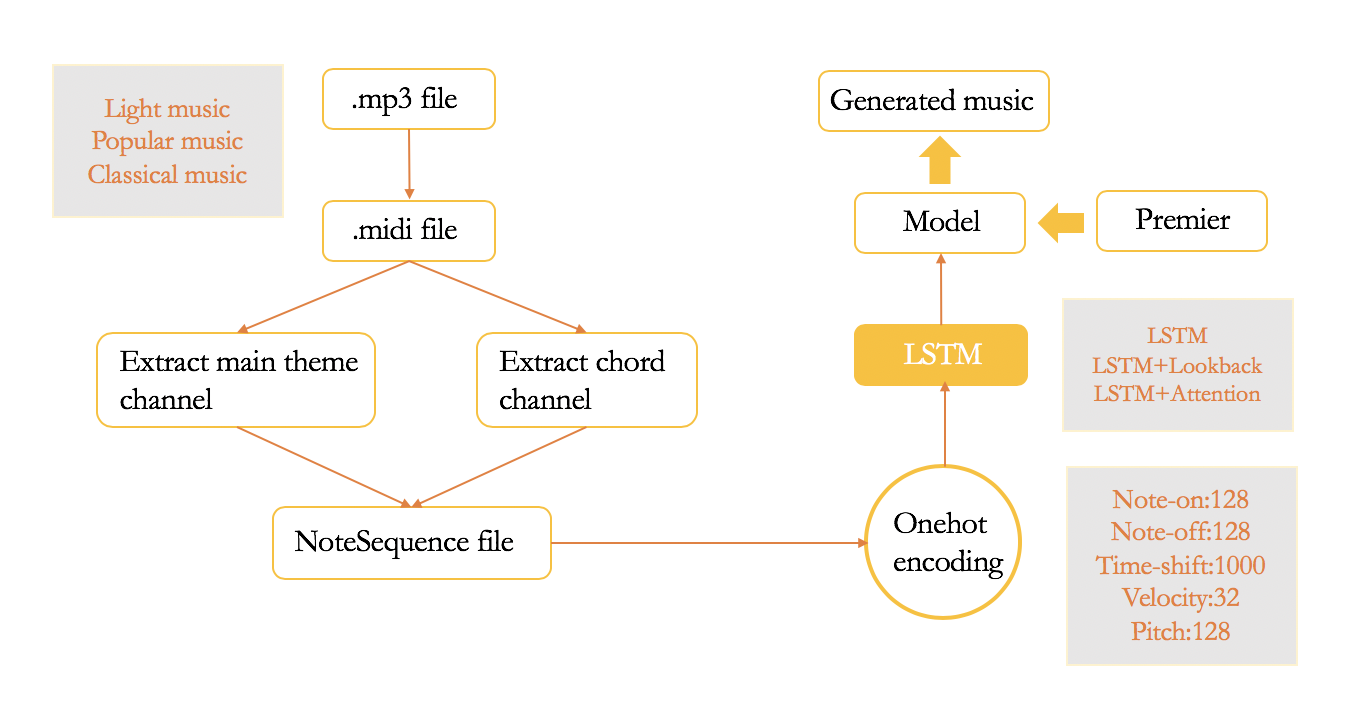 Light music
Popular music
Classical music
.mp3 file
.midi file
Extract main theme
channel
Extract chord
channel
NoteSequence file
Generated music
Model
Premier
LSTM
LSTM
LSTM+Lookback
LSTM+Attention
Onehot
encoding
Note-on:128
Note-off:128
Time-shift:1000
Velocity:32
Pitch:128